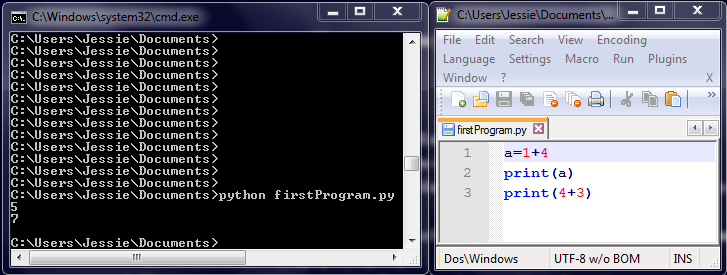 C:\Windows\system32\cmd.exe
C:\Users\Jessie\Documents>
C:\Users\Jessie\Documents>
C:\Users\Jessie\Documents>
C:\Users\Jessie\Documents>
C:\Users\Jessie\Documents>
C:\Users\Jessie\Documents>
C:\Users\Jessie\Documents>
C:\Users\Jessie\Documents>
C:\Users\Jessie\Documents>
C:\Users\Jessie\Documents>
C:\Users\Jessie\Documents>
C:\Users\Jessie\Documents>
C:\Users\Jessie\Documents>
C:\Users\Jessie\Documents>python firstProgram.py
5
7
C:\Users\Jessie\Documents>
C:\Users\Jessie\Documents\...
File Edit Search View Encoding
Language Settings Macro Run Plugins
Window ? X
firstProgram.py
1 a=1+4
2 print(a)
3 print(4+3)
Dos\Windows UTF-8 w/o BOM INS